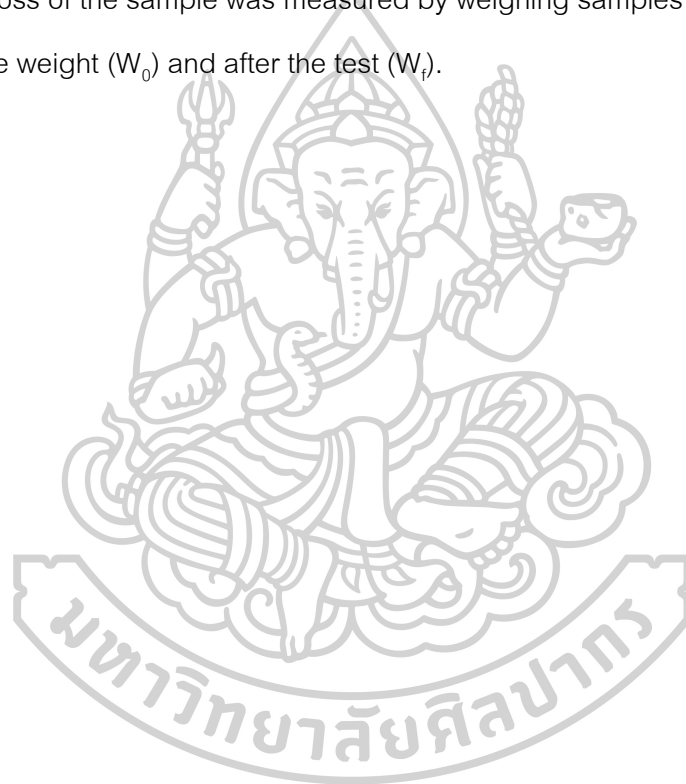 oss of the sample was measured by weighing samples
e weight (W₀) and after the test (W_f).
มหาวิทยาลัยศิลปากร